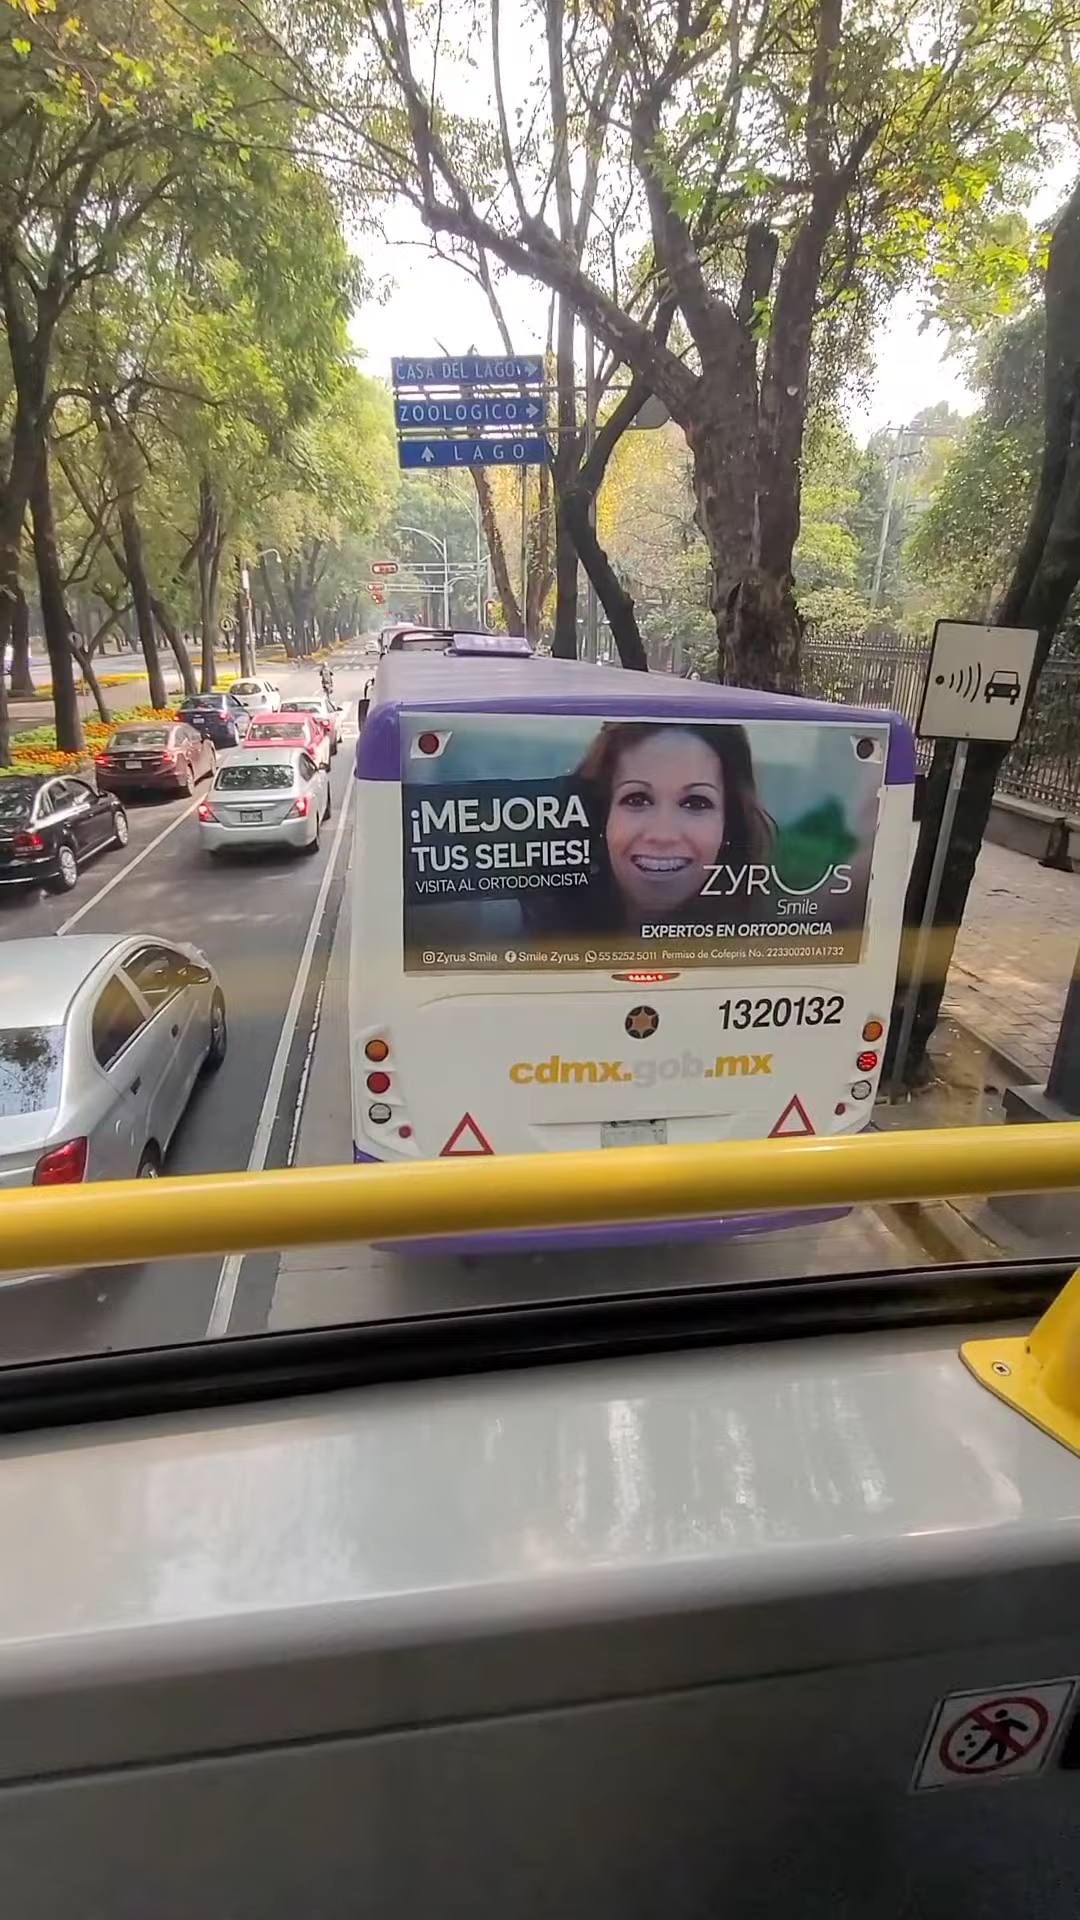 CASA DEL LAGO
ZOOLOGICO
LAGO
¡MEJORA
TUS SELFIES!
VISITA AL ORTODONCISTA
ZYRUS
Smile
EXPERTOS EN ORTODONCIA
Zyrus Smile Smile Zyrus 55 5252 5011 Permiso de Cofepris No. 223300201A1732
1320132
cdmx.gob.mx